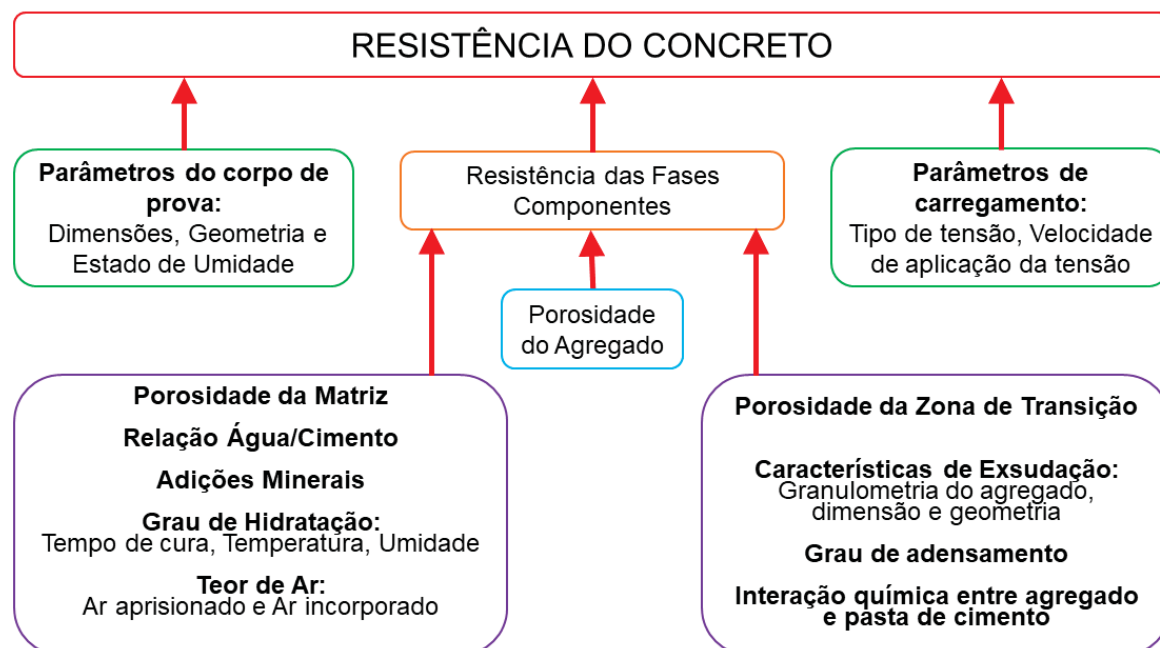 RESISTÊNCIA DO CONCRETO
Parâmetros do corpo de
prova:
Dimensões, Geometria e
Estado de Umidade
Resistência das Fases
Componentes
Parâmetros de
carregamento:
Tipo de tensão, Velocidade
de aplicação da tensão
Porosidade
do Agregado
Porosidade da Matriz
Relação Água/Cimento
Adições Minerais
Grau de Hidratação:
Tempo de cura, Temperatura, Umidade
Teor de Ar:
Ar aprisionado e Ar incorporado
Porosidade da Zona de Transição
Características de Exsudação:
Granulometria do agregado,
dimensão e geometria
Grau de adensamento
Interação química entre agregado
e pasta de cimento